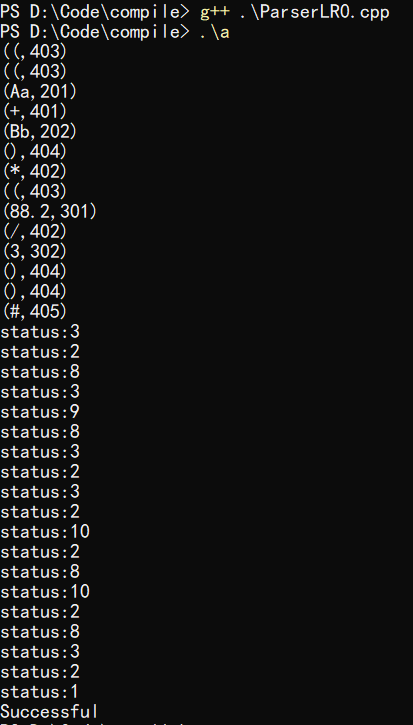 PS D:\Code\compile> g++ .\ParserLR0.cpp
PS D:\Code\compile> .\a
((,403)
((,403)
(Aa,201)
(+,401)
(Bb,202)
(),404)
(*,402)
((,403)
(88.2,301)
(/,402)
(3,302)
(),404)
(),404)
(#,405)
status:3
status:2
status:8
status:3
status:9
status:8
status:3
status:2
status:3
status:2
status:10
status:2
status:8
status:10
status:2
status:8
status:3
status:2
status:1
Successful